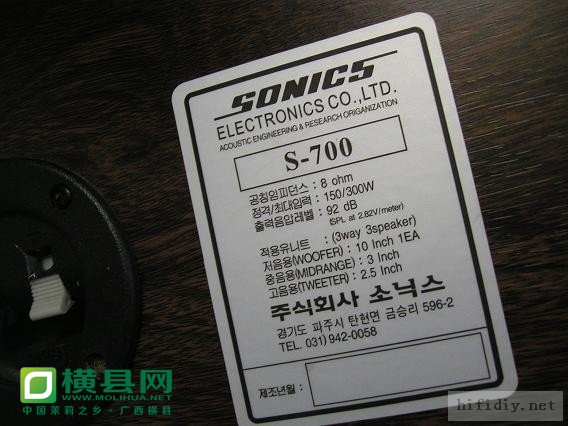 SONICS
ELECTRONICS CO.,LTD.
ACOUSTIC ENGINEERING & RESEARCH ORIGANIZATION
S-700
공칭임피던스 : 8 ohm
정격/최대입력 : 150/300W
출력음압레벨 : 92 dB
(SPL at 2.82V/meter)
적용유니트 : (3way 3speaker)
저음용(WOOFER) : 10 Inch 1EA
중음용(MIDRANGE) : 3 Inch
고음용(TWEETER) : 2.5 Inch
주식회사 소닉스
경기도 파주시 탄현면 금승리 596-2
TEL. 031) 942-0058
제조년월 :
横县网
WWW.MOLIHUA.NET
中国茉莉之乡·广西横县
hifidiy.net